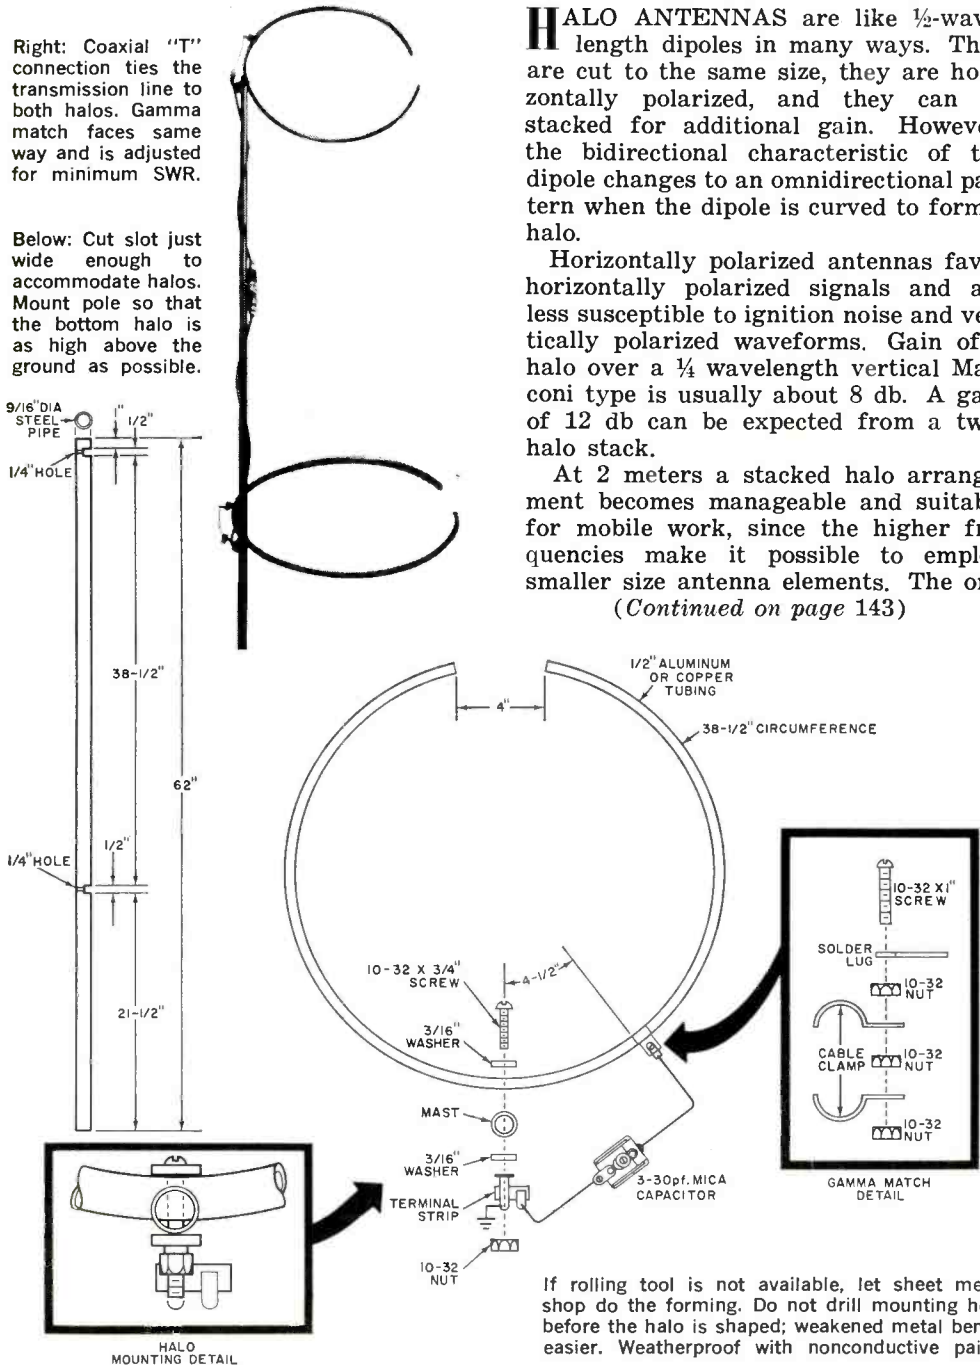 Right: Coaxial "T"
connection ties the
transmission line to
both halos. Gamma
match faces same
way and is adjusted
for minimum SWR.
Below: Cut slot just
wide enough to
accommodate halos.
Mount pole so that
the bottom halo is
as high above the
ground as possible.
HALO ANTENNAS are like ½-wav
length dipoles in many ways. Th
are cut to the same size, they are ho
zontally polarized, and they can
stacked for additional gain. Howeve
the bidirectional characteristic of t
dipole changes to an omnidirectional pa
tern when the dipole is curved to form
halo.
Horizontally polarized antennas fav
horizontally polarized signals and a
less susceptible to ignition noise and ve
tically polarized waveforms. Gain of
halo over a ¼ wavelength vertical Ma
coni type is usually about 8 db. A ga
of 12 db can be expected from a tw
halo stack.
At 2 meters a stacked halo arrang
ment becomes manageable and suitab
for mobile work, since the higher fr
quencies make it possible to empl
smaller size antenna elements. The o
(Continued on page 143)
9/16" DIA
STEEL
PIPE
1"
1/2"
1/4" HOLE
38-1/2"
62"
1/4" HOLE
1/2"
21-1/2"
HALO
MOUNTING DETAIL
4"
1/2" ALUMINUM
OR COPPER
TUBING
38-1/2" CIRCUMFERENCE
10-32 X 3/4"
SCREW
4-1/2"
3/16"
WASHER
MAST
3/16"
WASHER
TERMINAL
STRIP
10-32
NUT
3-30pf. MICA
CAPACITOR
10-32 X 1"
SCREW
SOLDER
LUG
10-32
NUT
CABLE
CLAMP
10-32
NUT
10-32
NUT
GAMMA MATCH
DETAIL
If rolling tool is not available, let sheet me
shop do the forming. Do not drill mounting h
before the halo is shaped; weakened metal ben
easier. Weatherproof with nonconductive pai